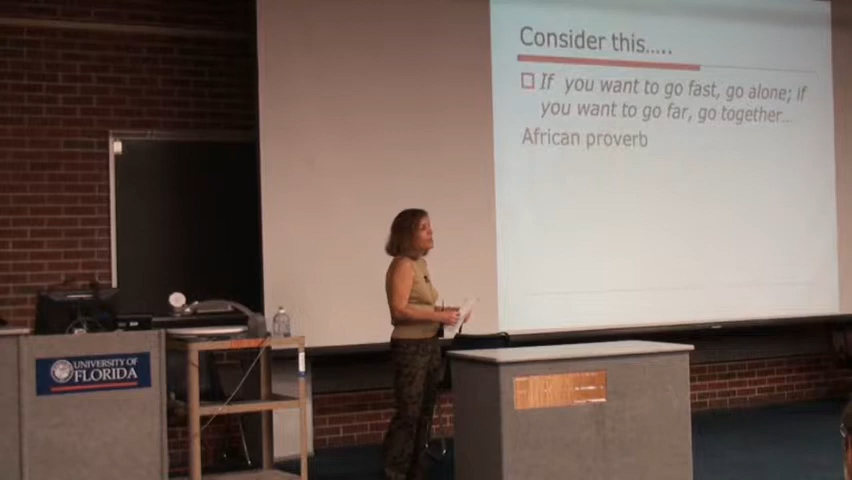 Consider this.....
If you want to go fast, go alone; if
you want to go far, go together...
African proverb
UNIVERSITY OF
FLORIDA